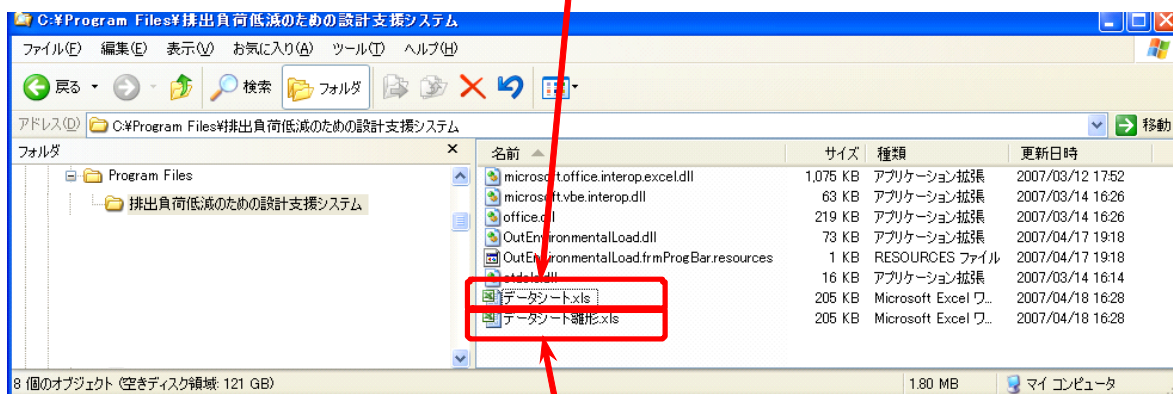 C:¥Program Files¥排出負荷低減のための設計支援システム
ファイル(F) 編集(E) 表示(V) お気に入り(A) ツール(T) ヘルプ(H)
戻る 検索 フォルダ
アドレス(D) C:¥Program Files¥排出負荷低減のための設計支援システム 移動
フォルダ × 名前 サイズ 種類 更新日時
Program Files
排出負荷低減のための設計支援システム
microsoft.office.interop.excel.dll 1,075 KB アプリケーション拡張 2007/03/12 17:52
microsoft.vbe.interop.dll 63 KB アプリケーション拡張 2007/03/14 16:26
office.dll 219 KB アプリケーション拡張 2007/03/14 16:26
OutEnvironmentalLoad.dll 73 KB アプリケーション拡張 2007/04/17 19:18
OutEnvironmentalLoad.frmProgBar.resources 1 KB RESOURCES ファイル 2007/04/17 19:18
stdole.dll 16 KB アプリケーション拡張 2007/03/14 16:14
データシート.xls 205 KB Microsoft Excel ワ... 2007/04/18 16:28
データシート雛形.xls 205 KB Microsoft Excel ワ... 2007/04/18 16:28
8 個のオブジェクト (空きディスク領域: 121 GB) 1.80 MB マイ コンピュータ